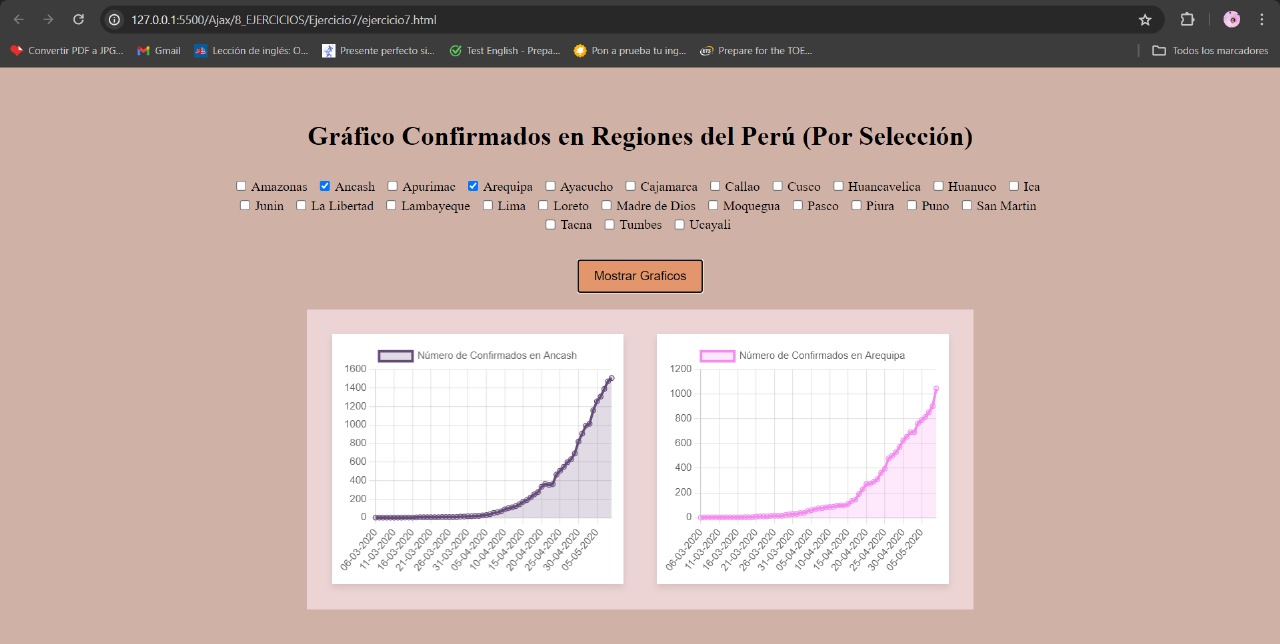 127.0.0.1:5500/Ajax/8_EJERCICIOS/Ejercicio7/ejercicio7.html
Convertir PDF a JPG... Gmail Lección de inglés: O... Presente perfecto si... Test English - Prepa... Pon a prueba tu ing... Prepare for the TOE... Todos los marcadores
Gráfico Confirmados en Regiones del Perú (Por Selección)
Amazonas Ancash Apurimac Arequipa Ayacucho Cajamarca Callao Cusco Huancavelica Huanuco Ica
Junin La Libertad Lambayeque Lima Loreto Madre de Dios Moquegua Pasco Piura Puno San Martin
Tacna Tumbes Ucayali
Mostrar Graficos
Número de Confirmados en Ancash
1600
1400
1200
1000
800
600
400
200
0
06-03-2020 11-03-2020 16-03-2020 21-03-2020 26-03-2020 31-03-2020 05-04-2020 10-04-2020 15-04-2020 20-04-2020 25-04-2020 30-04-2020 05-05-2020
Número de Confirmados en Arequipa
1200
1000
800
600
400
200
0
06-03-2020 11-03-2020 16-03-2020 21-03-2020 26-03-2020 31-03-2020 05-04-2020 10-04-2020 15-04-2020 20-04-2020 25-04-2020 30-04-2020 05-05-2020